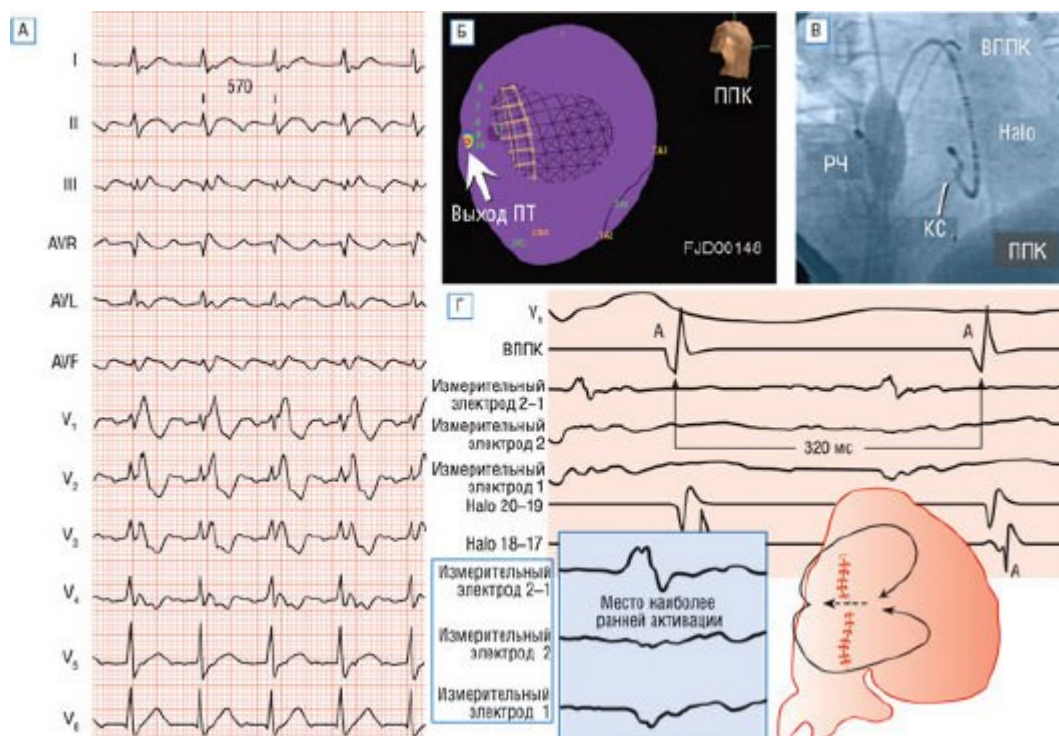 А
I
570
II
III
AVR
AVL
AVF
V1
V2
V3
V4
V5
V6
Б
ППК
Выход ПТ
FJD00146
В
ВППК
Halo
РЧ
КС
ППК
Г
ВППК
А
А
Измерительный
электрод 2–1
Измерительный
электрод 2
320 мс
Измерительный
электрод 1
Halo 20–19
Halo 18–17
А
Измерительный
электрод 2–1
Место наиболее
ранней активации
Измерительный
электрод 2
Измерительный
электрод 1